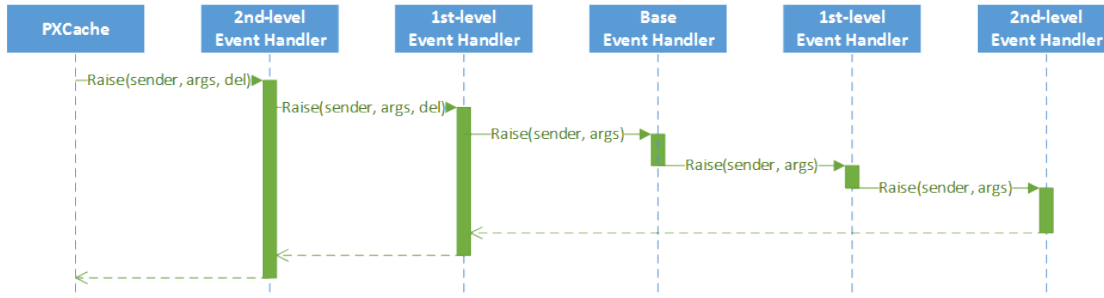 PXCache
2nd-level
Event Handler
1st-level
Event Handler
Base
Event Handler
1st-level
Event Handler
2nd-level
Event Handler
Raise(sender, args, del)
Raise(sender, args, del)
Raise(sender, args)
Raise(sender, args)
Raise(sender, args)